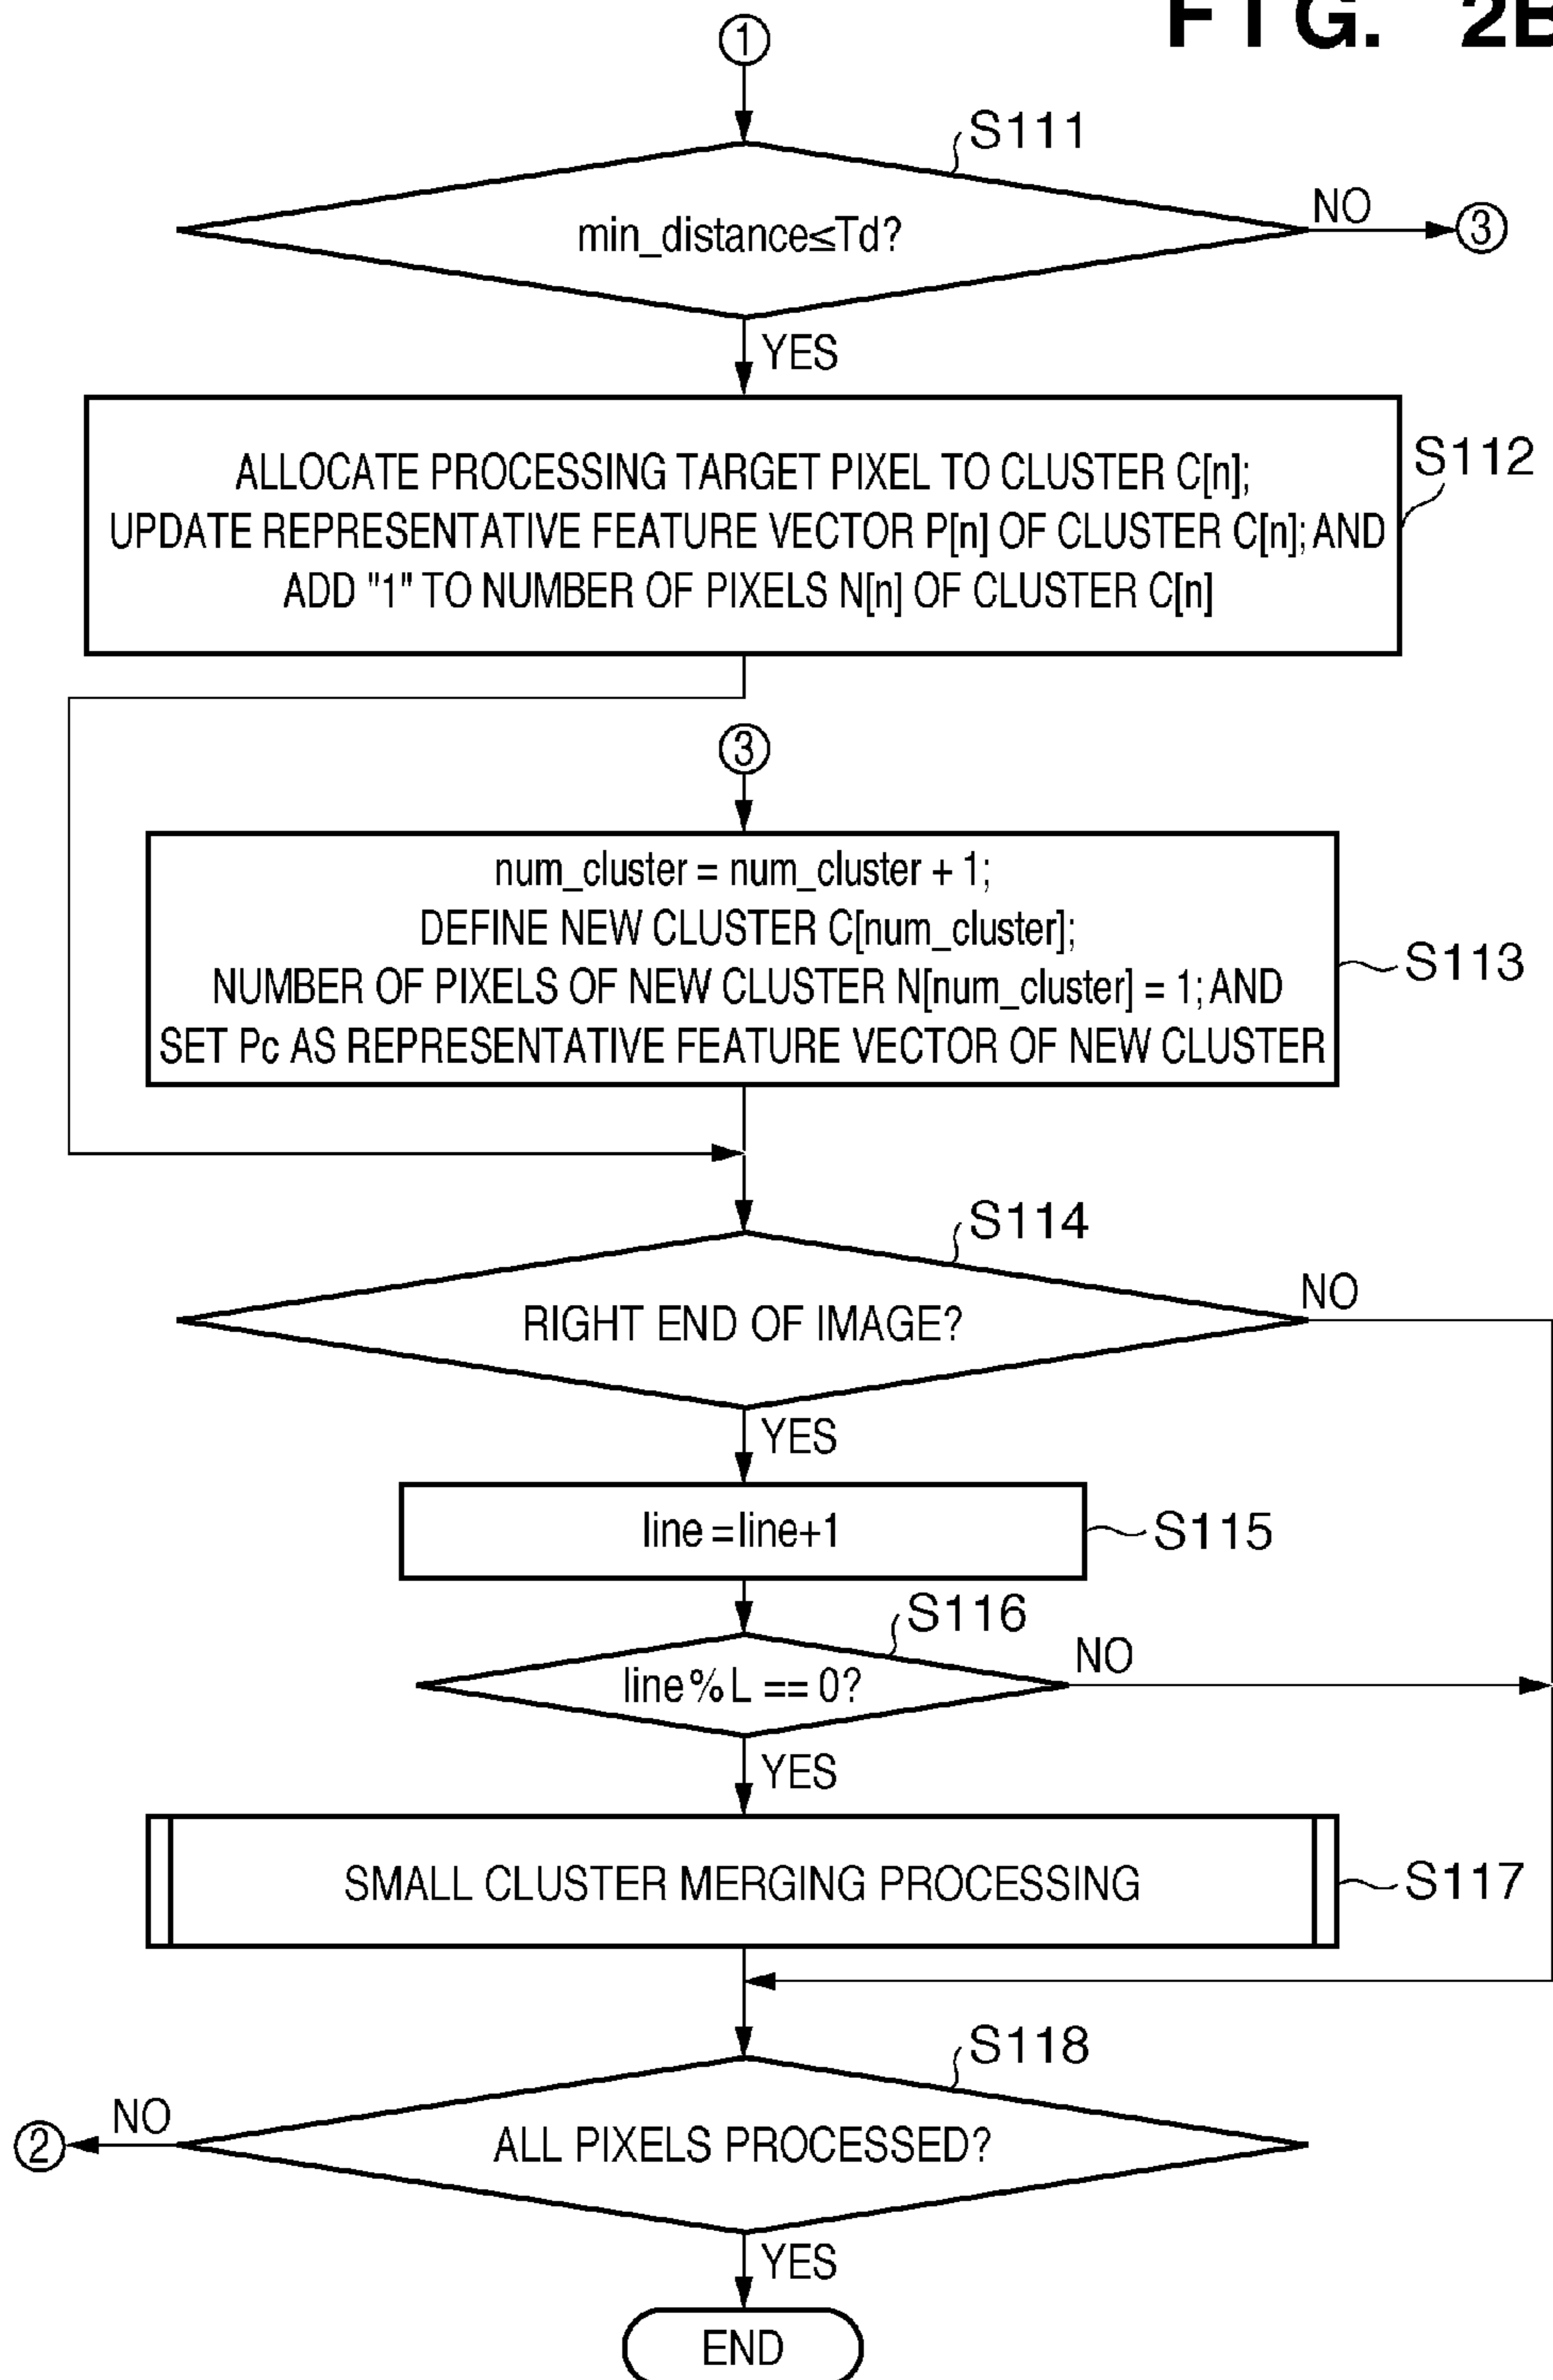 FIG. 2B
1
S111
min_distance≤Td?
NO
3
YES
S112
ALLOCATE PROCESSING TARGET PIXEL TO CLUSTER C[n];
UPDATE REPRESENTATIVE FEATURE VECTOR P[n] OF CLUSTER C[n]; AND
ADD "1" TO NUMBER OF PIXELS N[n] OF CLUSTER C[n]
3
num_cluster = num_cluster + 1;
DEFINE NEW CLUSTER C[num_cluster];
NUMBER OF PIXELS OF NEW CLUSTER N[num_cluster] = 1; AND
SET Pc AS REPRESENTATIVE FEATURE VECTOR OF NEW CLUSTER
S113
S114
RIGHT END OF IMAGE?
NO
YES
line=line+1
S115
S116
line%L == 0?
NO
YES
SMALL CLUSTER MERGING PROCESSING
S117
S118
ALL PIXELS PROCESSED?
NO
2
YES
END